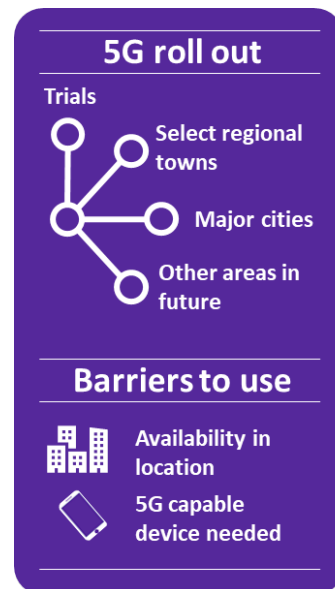 5G roll out
Trials
Select regional
towns
Major cities
Other areas in
future
Barriers to use
Availability in
location
5G capable
device needed